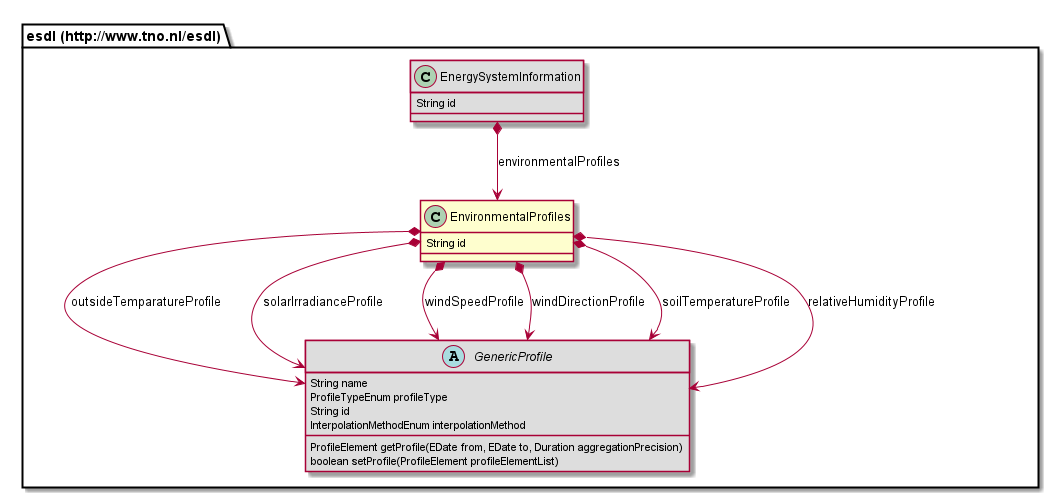 esdl (http://www.tno.nl/esdl)
C EnergySystemInformation
String id
environmentalProfiles
C EnvironmentalProfiles
String id
outsideTemparatureProfile solarIrradianceProfile windSpeedProfile windDirectionProfile soilTemperatureProfile relativeHumidityProfile
A GenericProfile
String name
ProfileTypeEnum profileType
String id
InterpolationMethodEnum interpolationMethod
ProfileElement getProfile(EDate from, EDate to, Duration aggregationPrecision)
boolean setProfile(ProfileElement profileElementList)